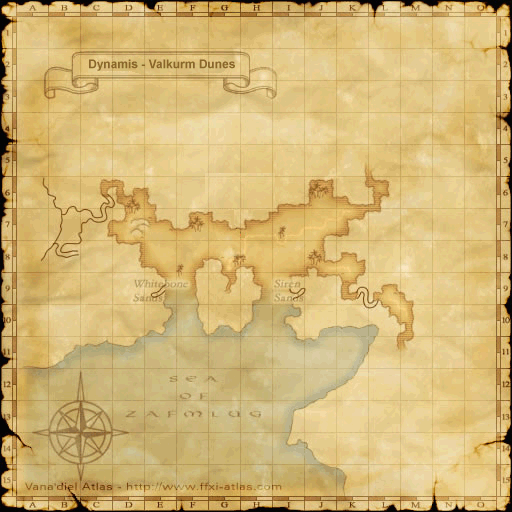 A B C D E F G H I J K L M N O
1
2
Dynamis - Valkurm Dunes
3
4
5
6
7
8
Whitebone
Sands
Siren
Sands
9
10
11
12
SEA
OF
ZAFMLUG
13
14
15
Vana'diel Atlas - http://www.ffxi-atlas.com